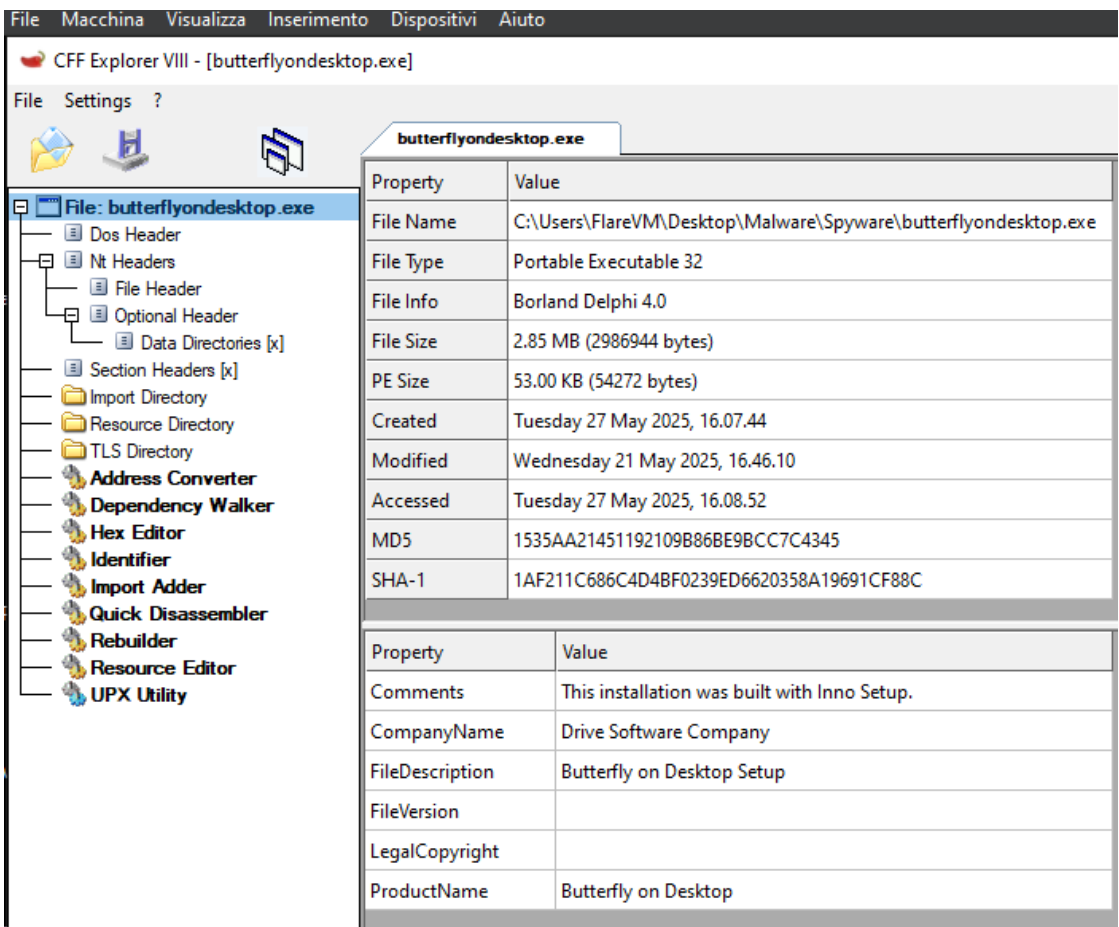 File Macchina Visualizza Inserimento Dispositivi Aiuto
CFF Explorer VIII - [butterflyondesktop.exe]
File Settings ?
butterflyondesktop.exe
File: butterflyondesktop.exe
Dos Header
Nt Headers
File Header
Optional Header
Data Directories [x]
Section Headers [x]
Import Directory
Resource Directory
TLS Directory
Address Converter
Dependency Walker
Hex Editor
Identifier
Import Adder
Quick Disassembler
Rebuilder
Resource Editor
UPX Utility
Property Value
File Name C:\Users\FlareVM\Desktop\Malware\Spyware\butterflyondesktop.exe
File Type Portable Executable 32
File Info Borland Delphi 4.0
File Size 2.85 MB (2986944 bytes)
PE Size 53.00 KB (54272 bytes)
Created Tuesday 27 May 2025, 16.07.44
Modified Wednesday 21 May 2025, 16.46.10
Accessed Tuesday 27 May 2025, 16.08.52
MD5 1535AA21451192109B86BE9BCC7C4345
SHA-1 1AF211C686C4D4BF0239ED6620358A19691CF88C
Property Value
Comments This installation was built with Inno Setup.
CompanyName Drive Software Company
FileDescription Butterfly on Desktop Setup
FileVersion
LegalCopyright
ProductName Butterfly on Desktop